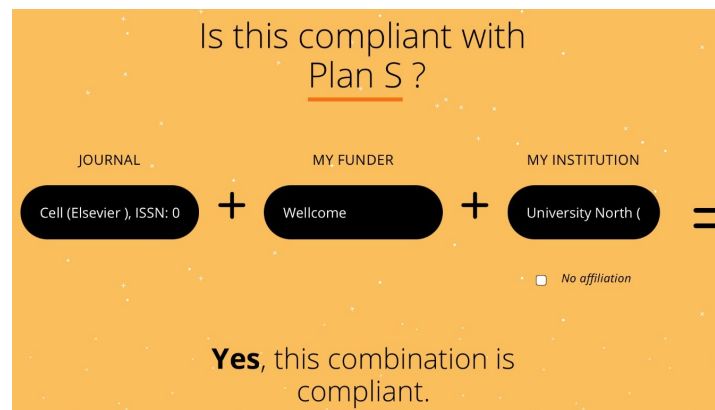 Is this compliant with
Plan S ?
JOURNAL
MY FUNDER
MY INSTITUTION
Cell (Elsevier ), ISSN: 0
+
Wellcome
+
University North (
=
No affiliation
Yes, this combination is
compliant.